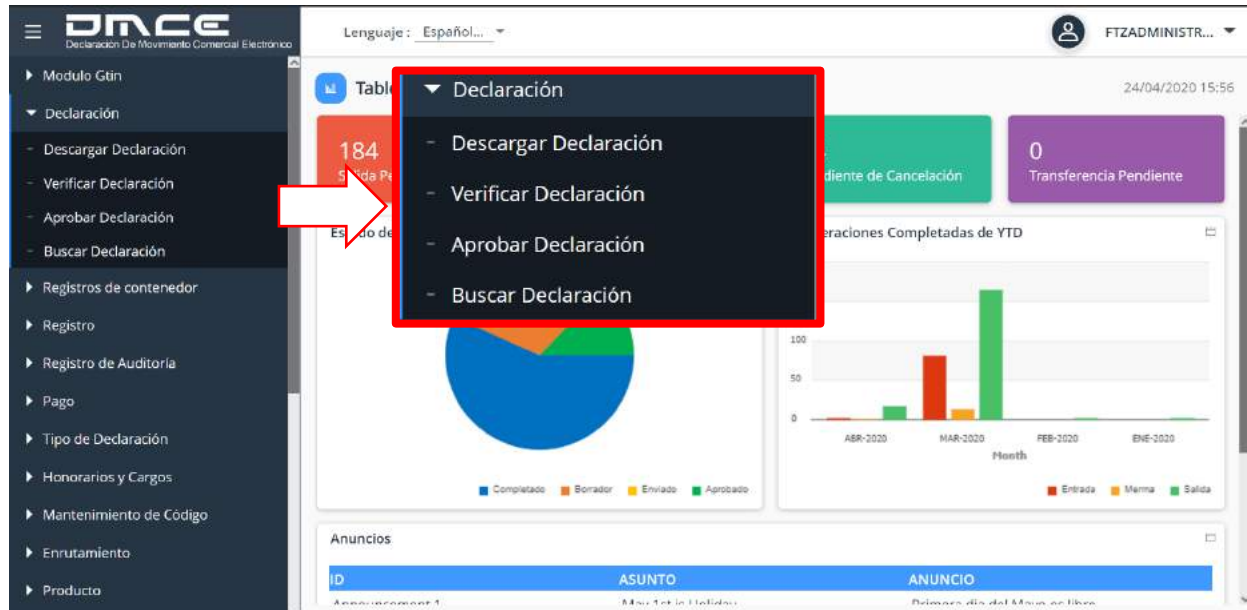 DMCE
Declaración De Movimiento Comercial Electrónico
Lenguaje : Español...
FTZADMINISTR...
Modulo Gtin
Declaración
- Descargar Declaración
- Verificar Declaración
- Aprobar Declaración
- Buscar Declaración
Registros de contenedor
Registro
Registro de Auditoría
Pago
Tipo de Declaración
Honorarios y Cargos
Mantenimiento de Código
Enrutamiento
Producto
24/04/2020 15:56
Declaración
- Descargar Declaración
- Verificar Declaración
- Aprobar Declaración
- Buscar Declaración
184
de Cancelación
0
Transferencia Pendiente
Completadas de YTD
100
50
0
ABR-2020 MAR-2020 FEB-2020 ENE-2020
Month
Completado Borrador Enviado Aprobado
Entrada Merma Salida
Anuncios
ID ASUNTO ANUNCIO